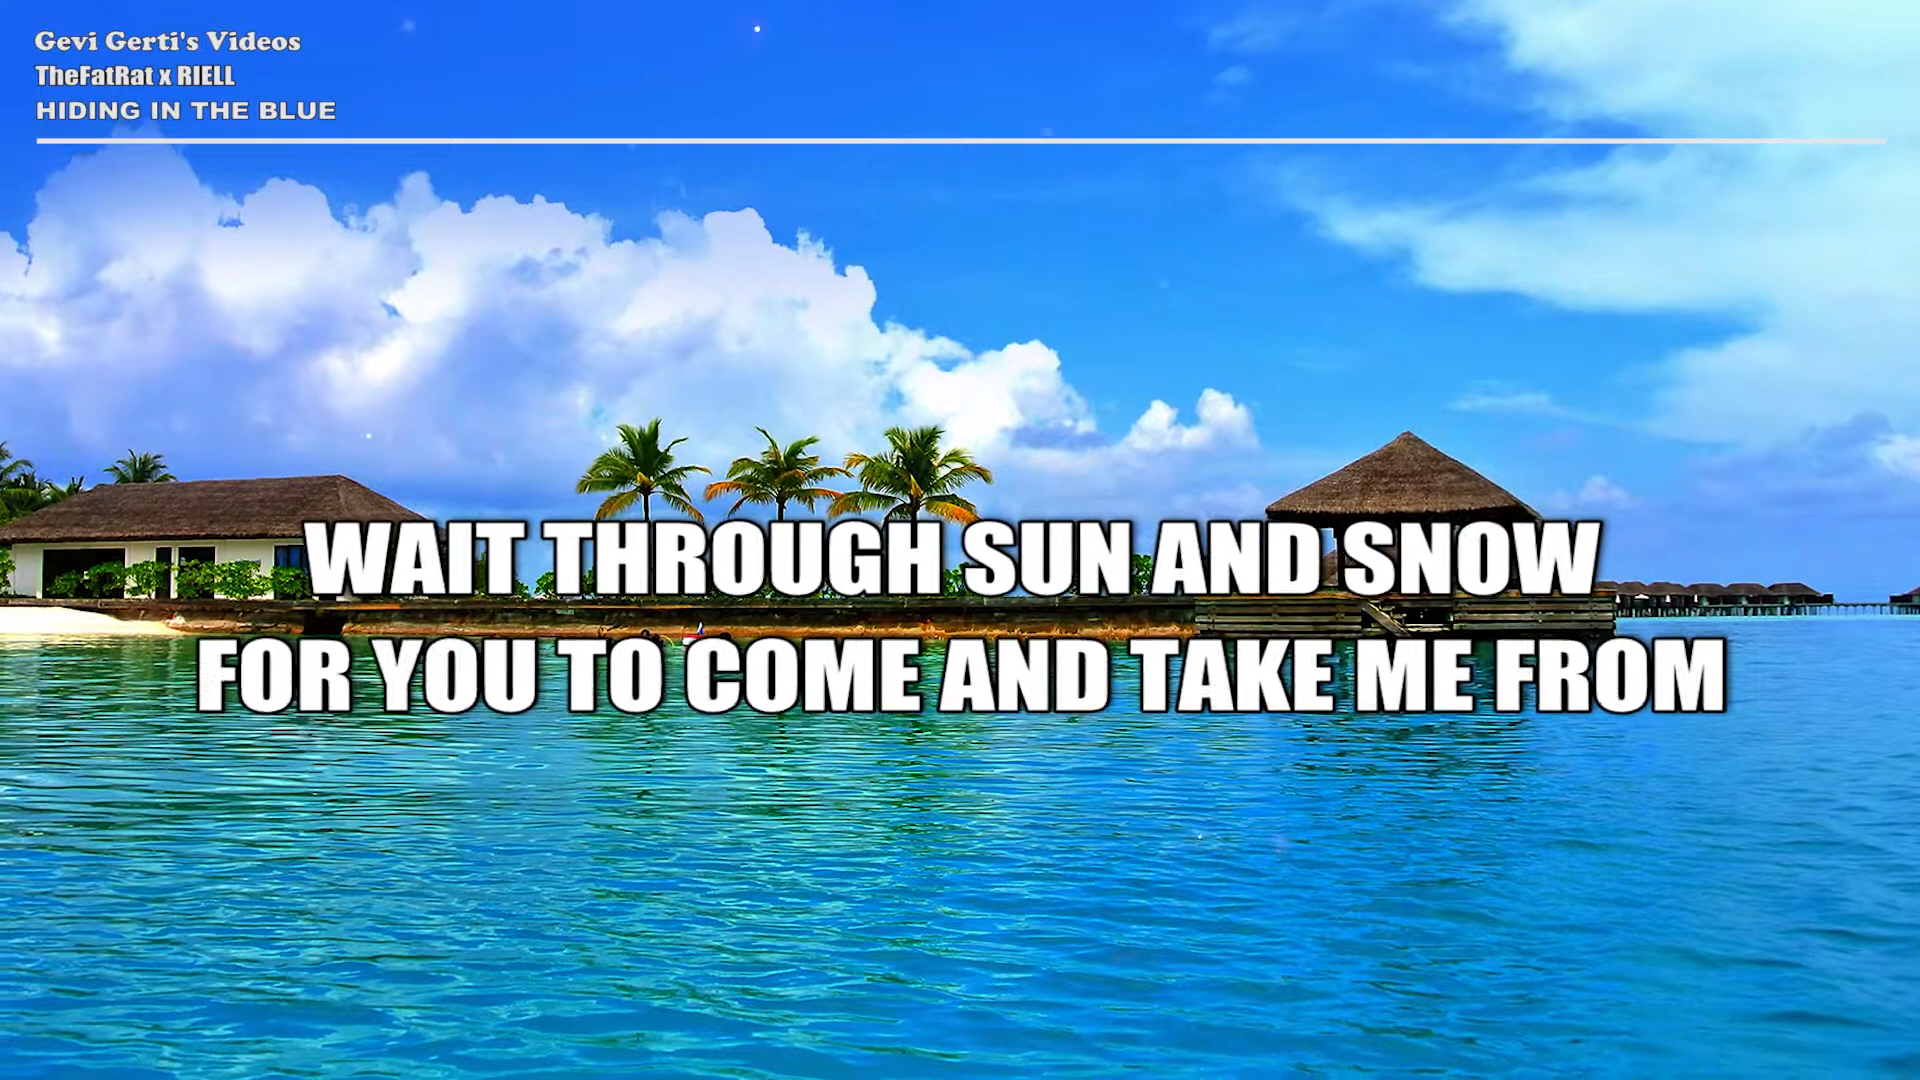 Gevi Gerti's Videos
TheFatRat x RIELL
HIDING IN THE BLUE
WAIT THROUGH SUN AND SNOW
FOR YOU TO COME AND TAKE ME FROM